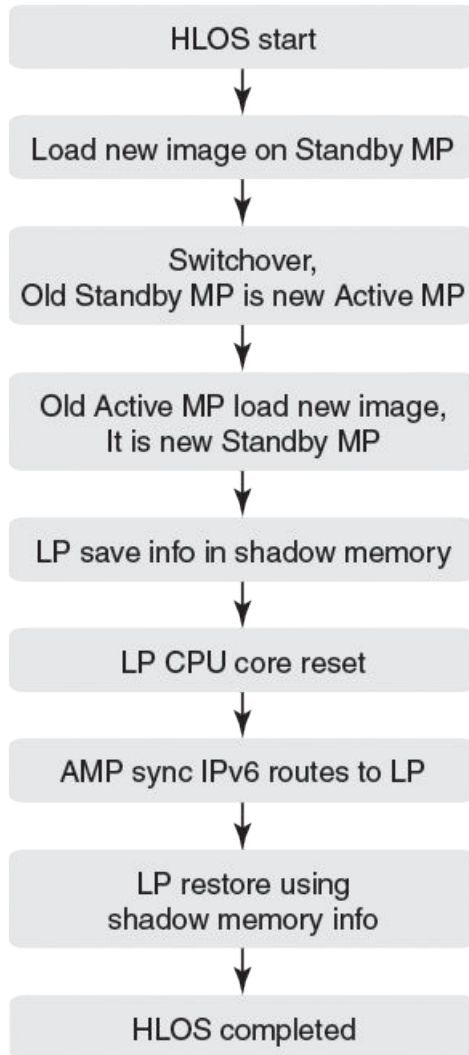 HLOS start
Load new image on Standby MP
Switchover,
Old Standby MP is new Active MP
Old Active MP load new image,
It is new Standby MP
LP save info in shadow memory
LP CPU core reset
AMP sync IPv6 routes to LP
LP restore using
shadow memory info
HLOS completed